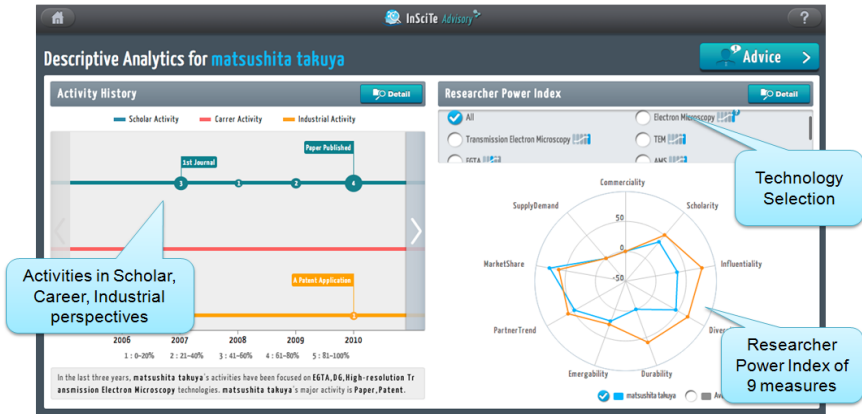 InSciTe Advisory
?
Descriptive Analytics for matsushita takuya
Advice
Activity History
Detail
Researcher Power Index
Detail
Scholar Activity
Carrer Activity
Industrial Activity
All
Electron Microscopy
Transmission Electron Microscopy
TEM
EGTA
AMS
Technology
Selection
Paper Published
1st Journal
3
1
2
4
Commerciality
SupplyDemand
Scholarity
50
MarketShare
0
Influentiality
-50
Activities in Scholar,
Career, Industrial
perspectives
A Patent Application
PartnerTrend
Emergability
Durability
Researcher
Power Index of
9 measures
2006
2007
2008
2009
2010
1 : 0~20%
2 : 21~40%
3 : 41~60%
4 : 61~80%
5 : 81~100%
In the last three years, matsushita takuya's activities have been focused on EGTA,DG,High-resolution Tr
ansmission Electron Microscopy technologies. matsushita takuya's major activity is Paper,Patent.
matsushita takuya